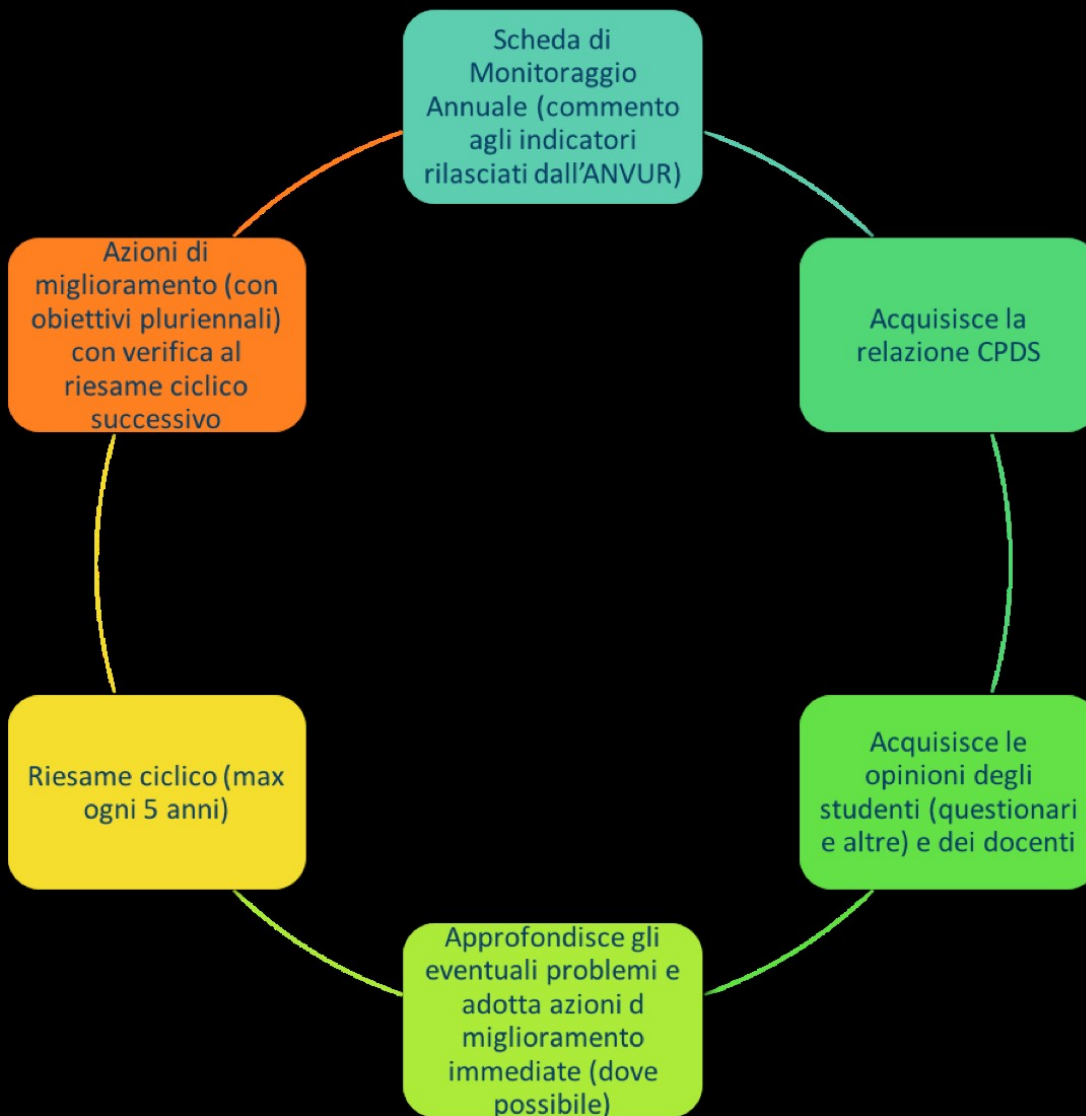 Scheda di
Monitoraggio
Annuale (commento
agli indicatori
rilasciati dall'ANVUR)
Acquisisce la
relazione CPDS
Acquisisce le
opinioni degli
studenti (questionari
e altre) e dei docenti
Approfondisce gli
eventuali problemi e
adotta azioni d
miglioramento
immediate (dove
possibile)
Riesame ciclico (max
ogni 5 anni)
Azioni di
miglioramento (con
obiettivi pluriennali)
con verifica al
riesame ciclico
successivo